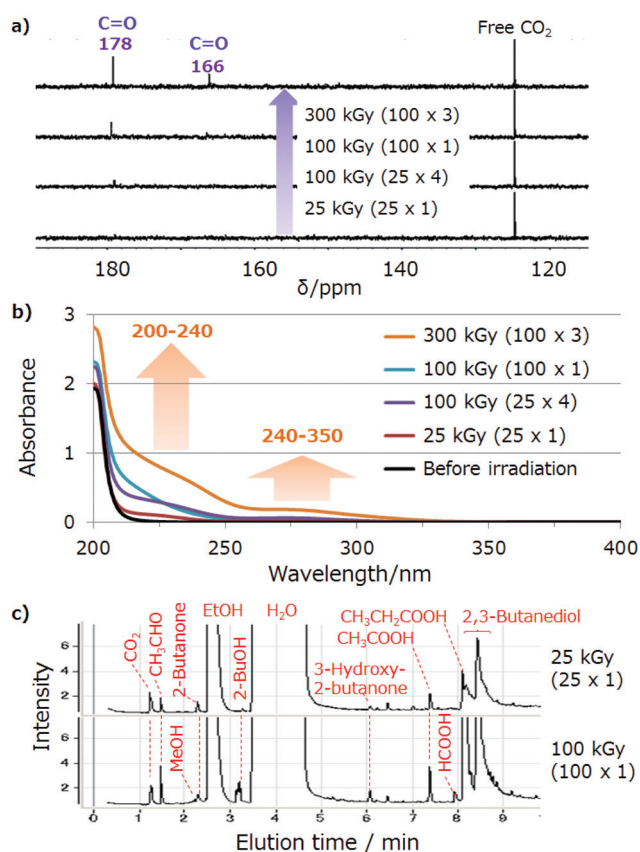 a)
C=O
178
C=O
166
Free CO₂
300 kGy (100 x 3)
100 kGy (100 x 1)
100 kGy (25 x 4)
25 kGy (25 x 1)
180 160 140 120
δ/ppm
b)
3
2
1
0
Absorbance
200-240
240-350
300 kGy (100 x 3)
100 kGy (100 x 1)
100 kGy (25 x 4)
25 kGy (25 x 1)
Before irradiation
200 250 300 350 400
Wavelength/nm
c)
Intensity
6
4
2
CO₂
CH₃CHO
2-Butanone
EtOH
2-BuOH
H₂O
3-Hydroxy-
2-butanone
CH₃CH₂COOH
CH₃COOH
2,3-Butanediol
25 kGy
(25 x 1)
6
4
2
MeOH
HCOOH
100 kGy
(100 x 1)
0 1 2 3 4 5 6 7 8 9
Elution time / min